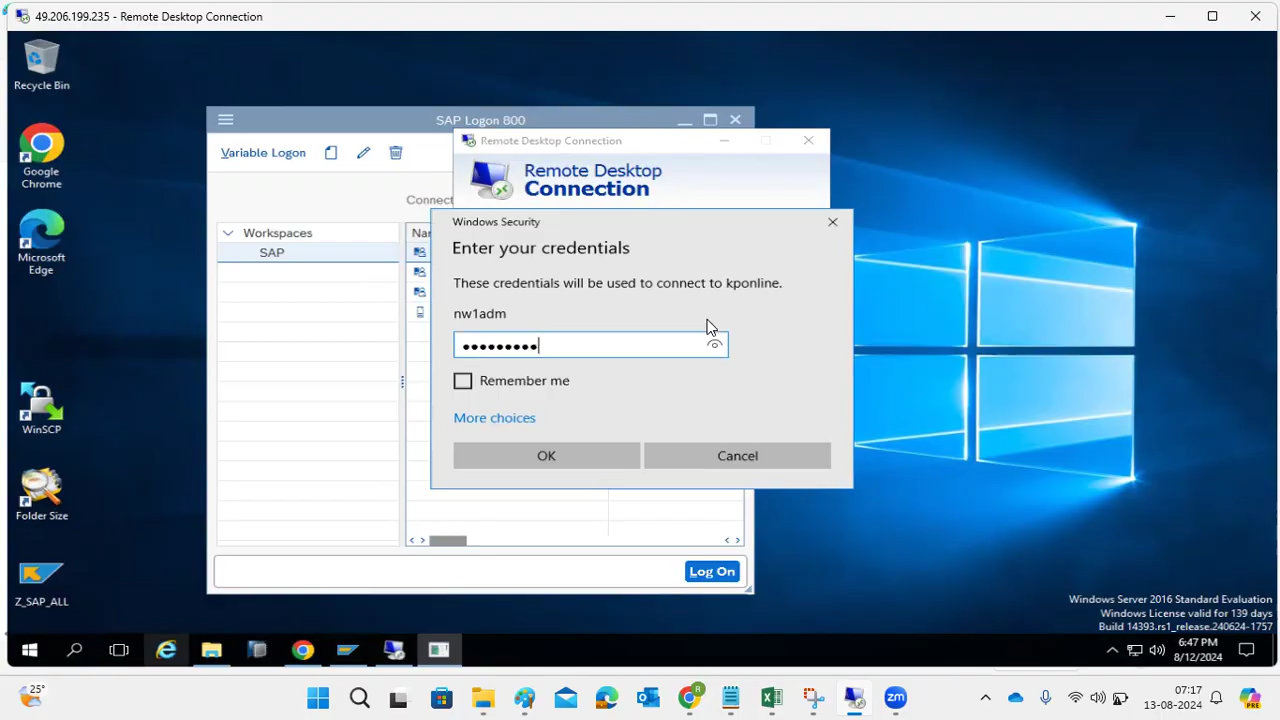 49.206.199.235 - Remote Desktop Connection
Recycle Bin
Google
Chrome
Microsoft
Edge
WinSCP
Folder Size
Z_SAP_ALL
SAP Logon 800
Variable Logon
Connect
Workspaces
SAP
Nar
Remote Desktop Connection
Remote Desktop
Connection
Windows Security
Enter your credentials
These credentials will be used to connect to kponline.
nw1adm
●●●●●●●●●
Remember me
More choices
OK
Cancel
Log On
Windows Server 2016 Standard Evaluation
Windows License valid for 139 days
Build 14393.rs1_release.240624-1757
6:47 PM
8/12/2024
25°
zm
07:17
13-08-2024
PRE